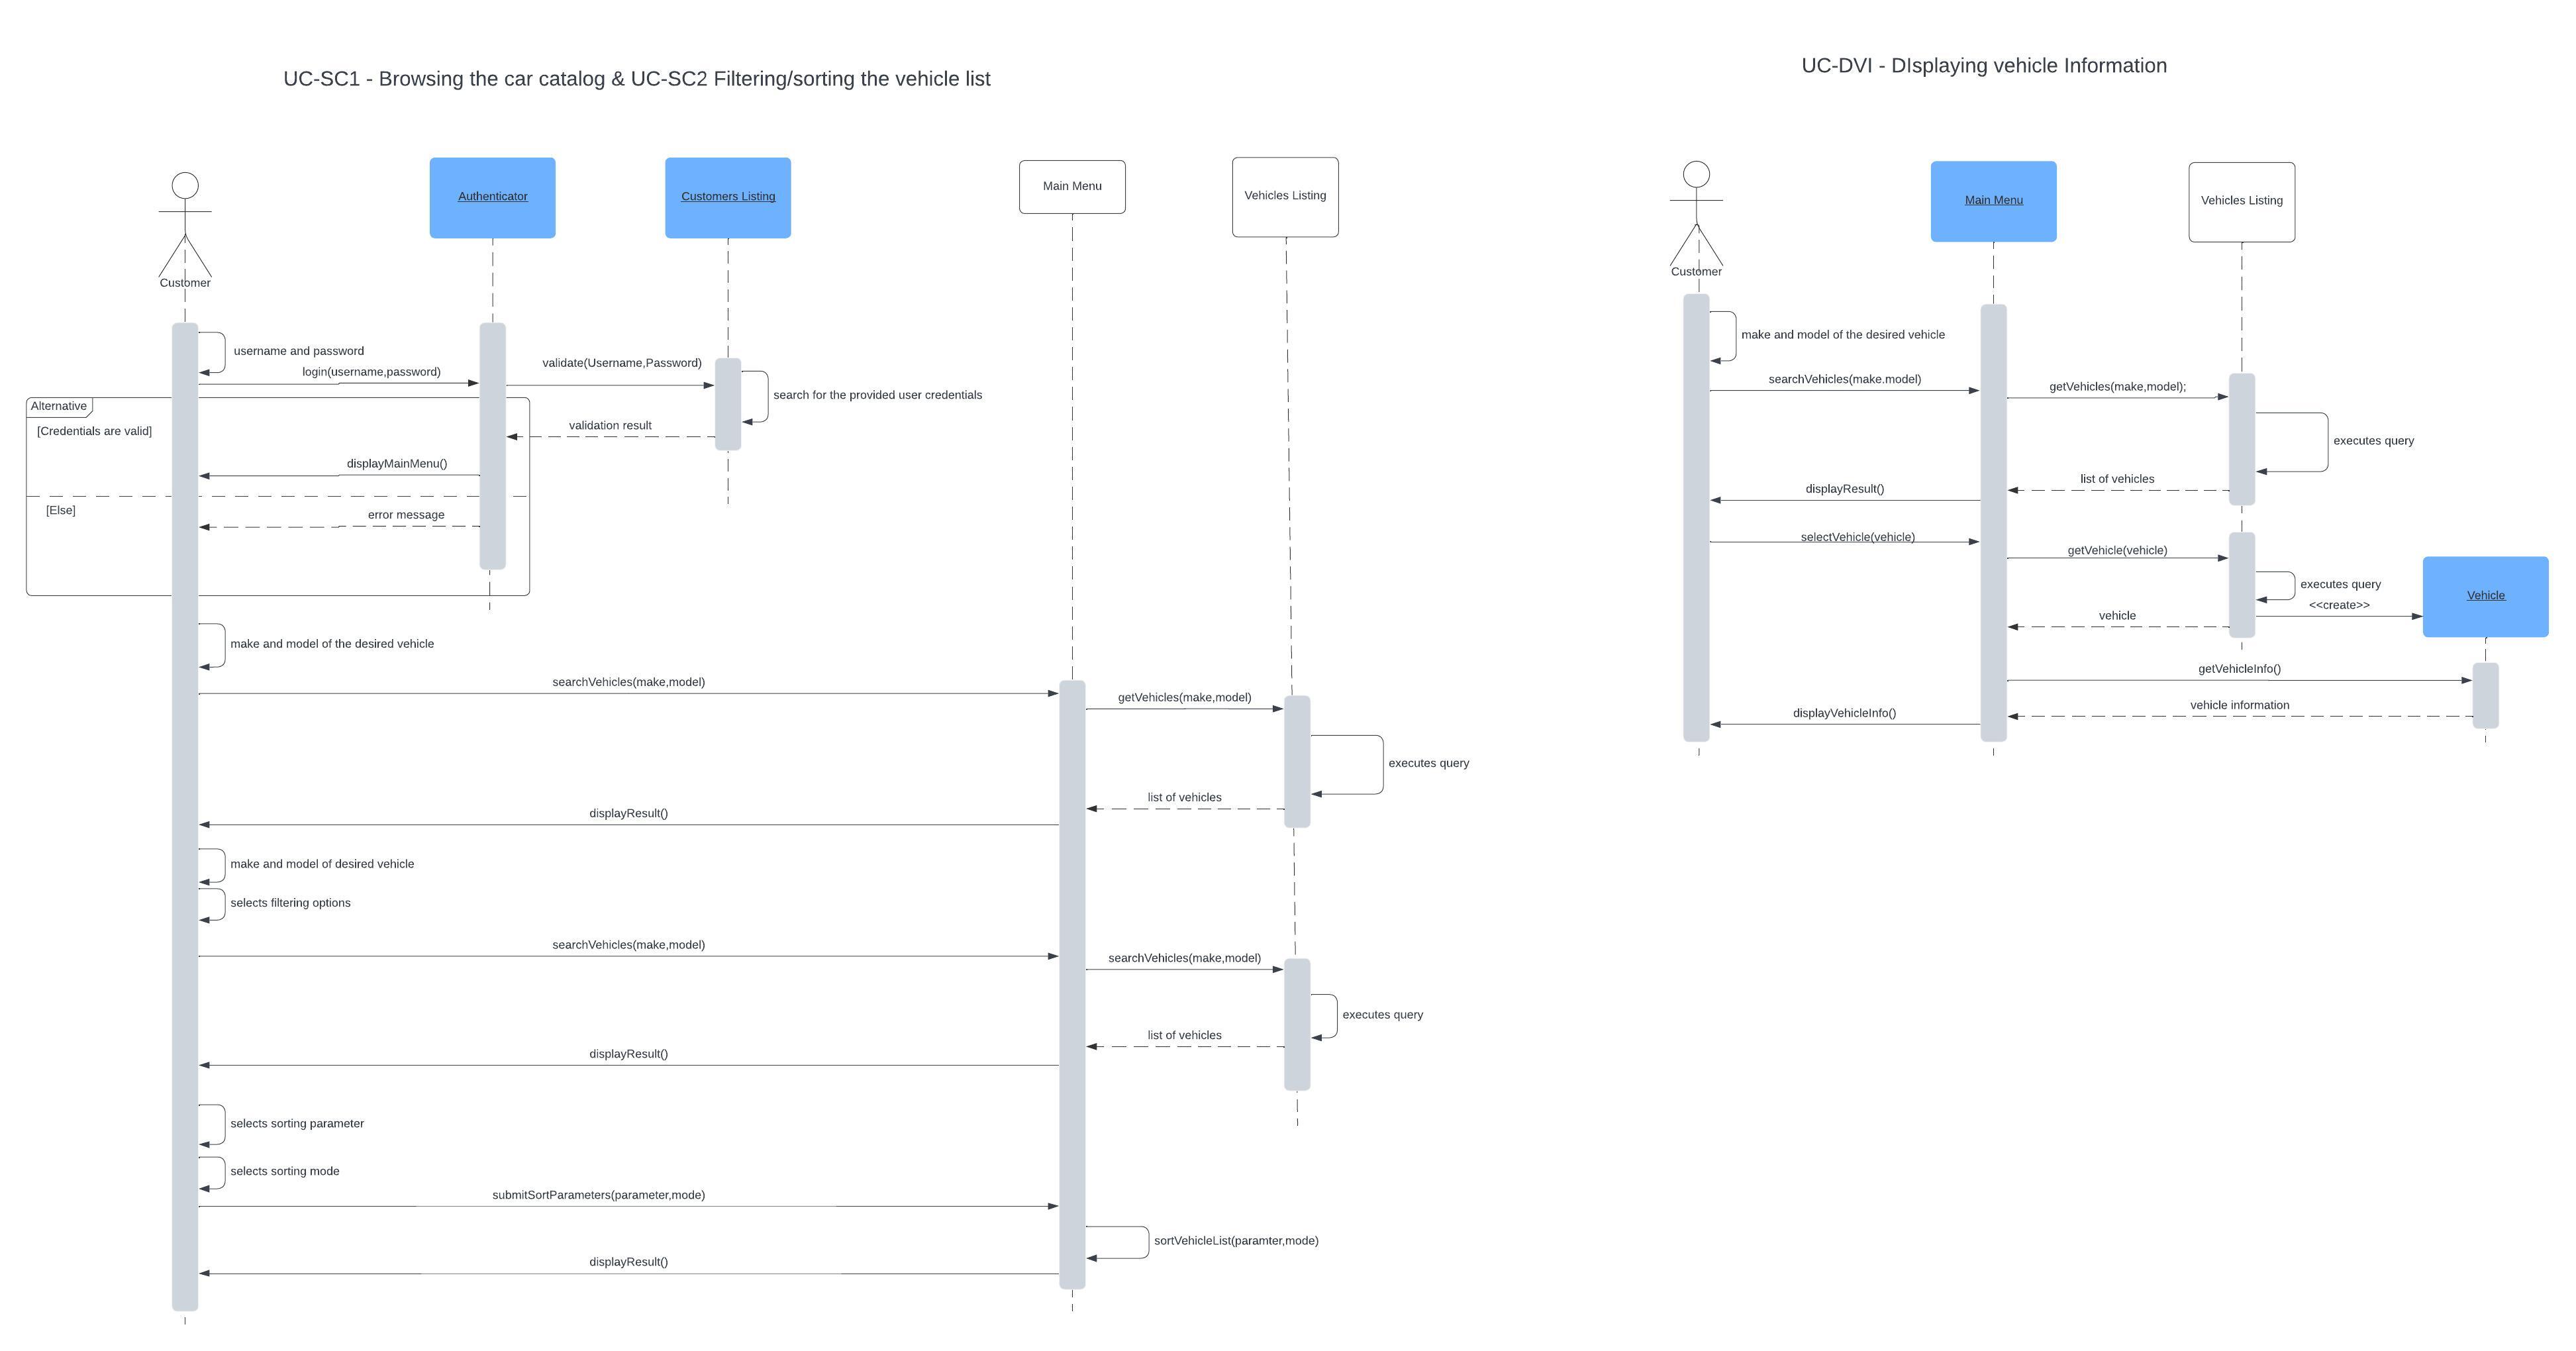 UC-SC1 - Browsing the car catalog & UC-SC2 Filtering/sorting the vehicle list
Customer
Authenticator
Customers Listing
Main Menu
Vehicles Listing
username and password
login(username,password)
validate(Username,Password)
search for the provided user credentials
Alternative
[Credentials are valid]
validation result
displayMainMenu()
[Else]
error message
make and model of the desired vehicle
searchVehicles(make,model)
getVehicles(make,model)
executes query
list of vehicles
displayResult()
make and model of desired vehicle
selects filtering options
searchVehicles(make,model)
searchVehicles(make,model)
executes query
list of vehicles
displayResult()
selects sorting parameter
selects sorting mode
submitSortParameters(parameter,mode)
sortVehicleList(paramter,mode)
displayResult()
UC-DVI - DIsplaying vehicle Information
Customer
Main Menu
Vehicles Listing
make and model of the desired vehicle
searchVehicles(make.model)
getVehicles(make,model);
executes query
list of vehicles
displayResult()
selectVehicle(vehicle)
getVehicle(vehicle)
executes query
<<create>>
Vehicle
vehicle
getVehicleInfo()
vehicle information
displayVehicleInfo()